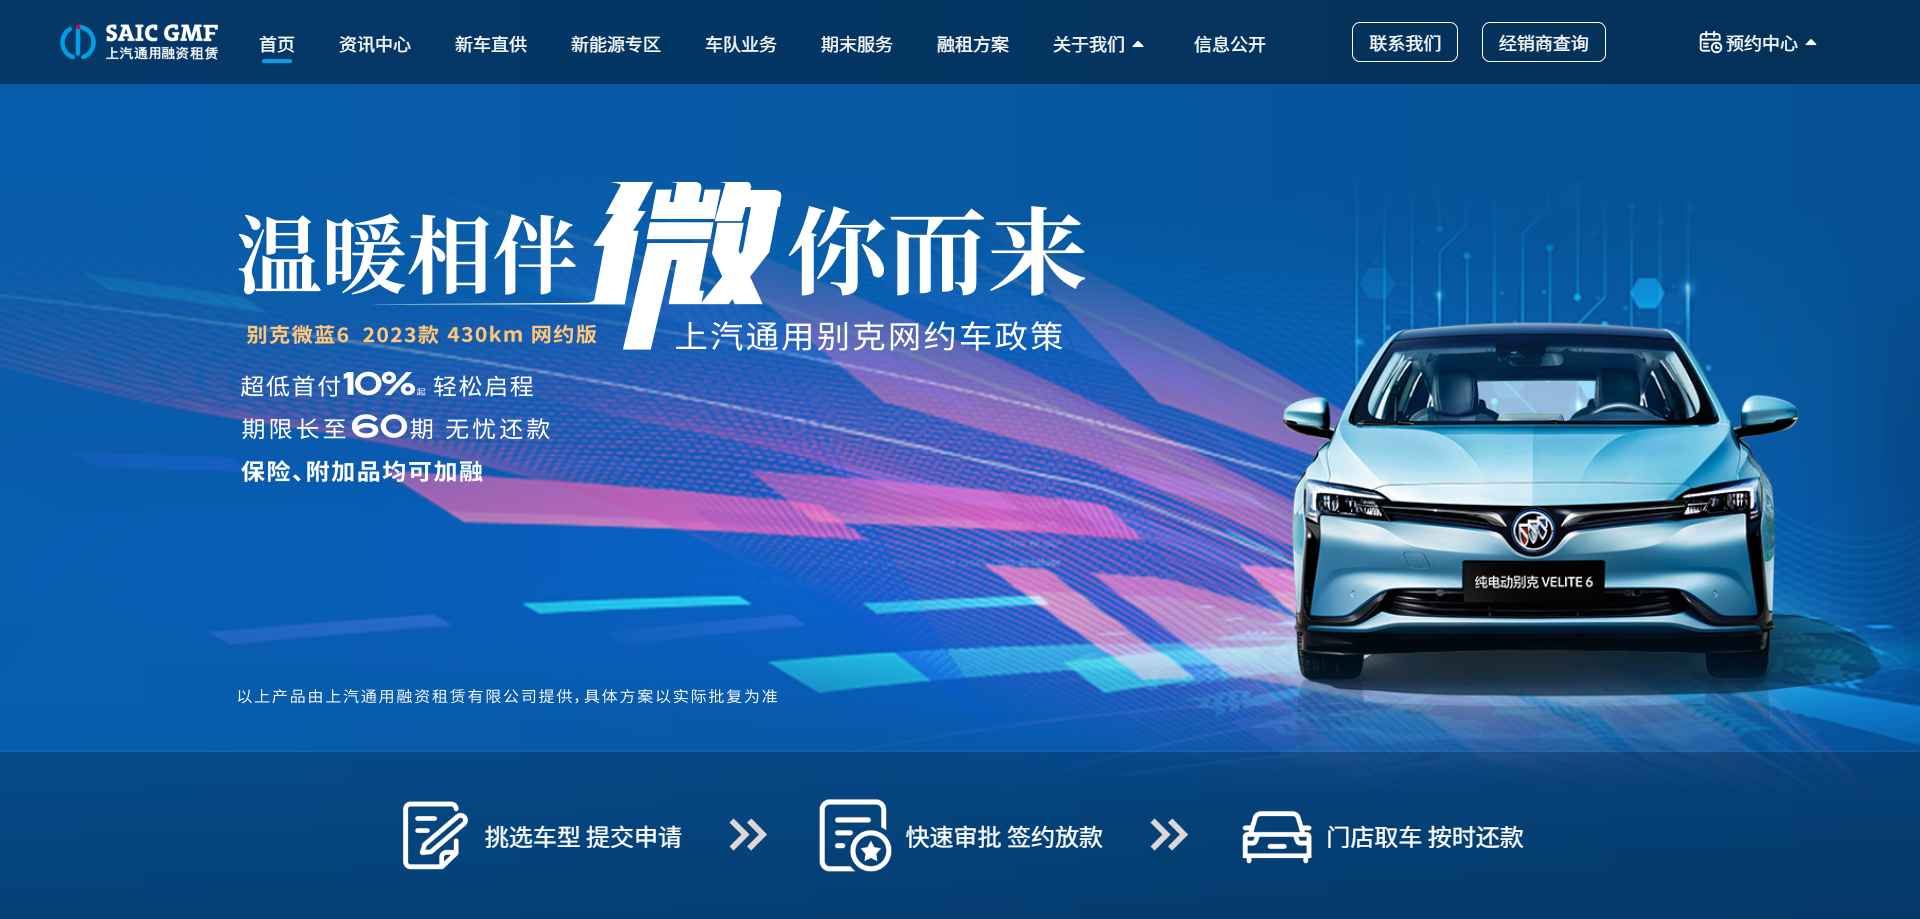 SAIC GMF
上汽通用融资租赁
首页 资讯中心 新车直供 新能源专区 车队业务 期末服务 融租方案 关于我们 信息公开 联系我们 经销商查询 预约中心
温暖相伴 微 你而来
别克微蓝6 2023款 430km 网约版
上汽通用别克网约车政策
超低首付10%起 轻松启程
期限长至60期 无忧还款
保险、附加品均可加融
纯电动别克 VELITE 6
以上产品由上汽通用融资租赁有限公司提供,具体方案以实际批复为准
挑选车型 提交申请
快速审批 签约放款
门店取车 按时还款